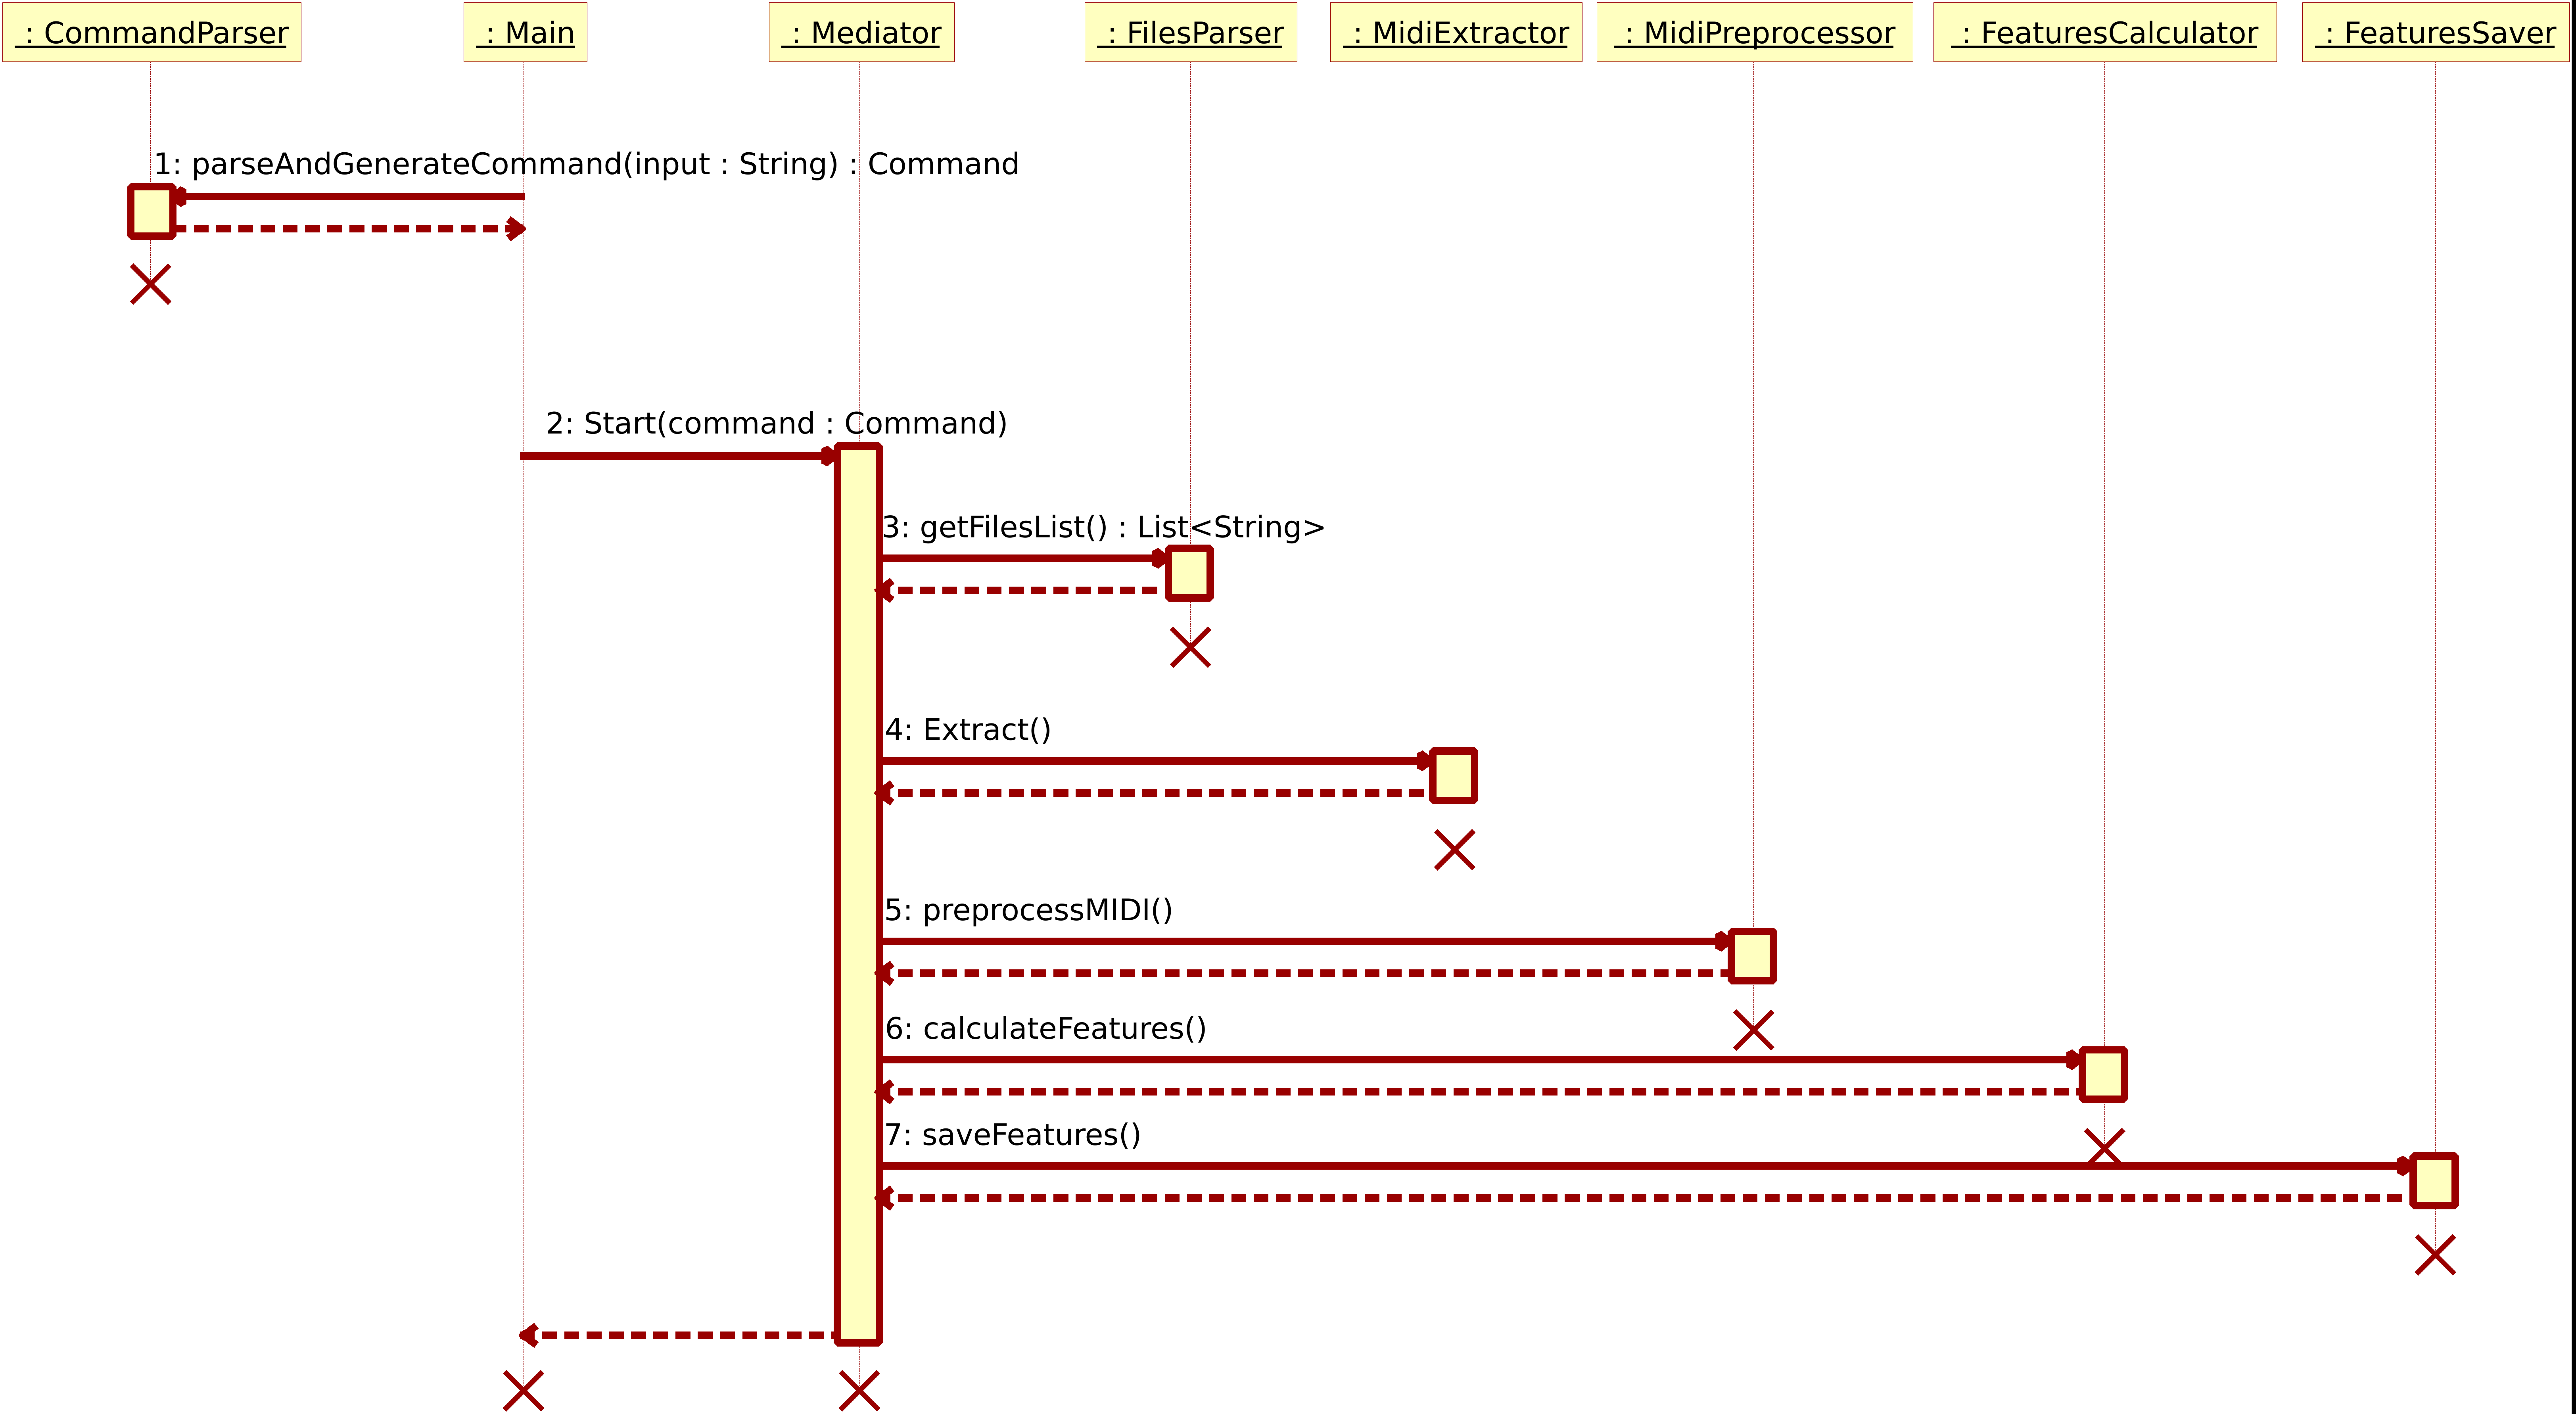 : CommandParser
: Main
: Mediator
: FilesParser
: MidiExtractor
: MidiPreprocessor
: FeaturesCalculator
: FeaturesSaver
1: parseAndGenerateCommand(input : String) : Command
2: Start(command : Command)
3: getFilesList() : List<String>
4: Extract()
5: preprocessMIDI()
6: calculateFeatures()
7: saveFeatures()